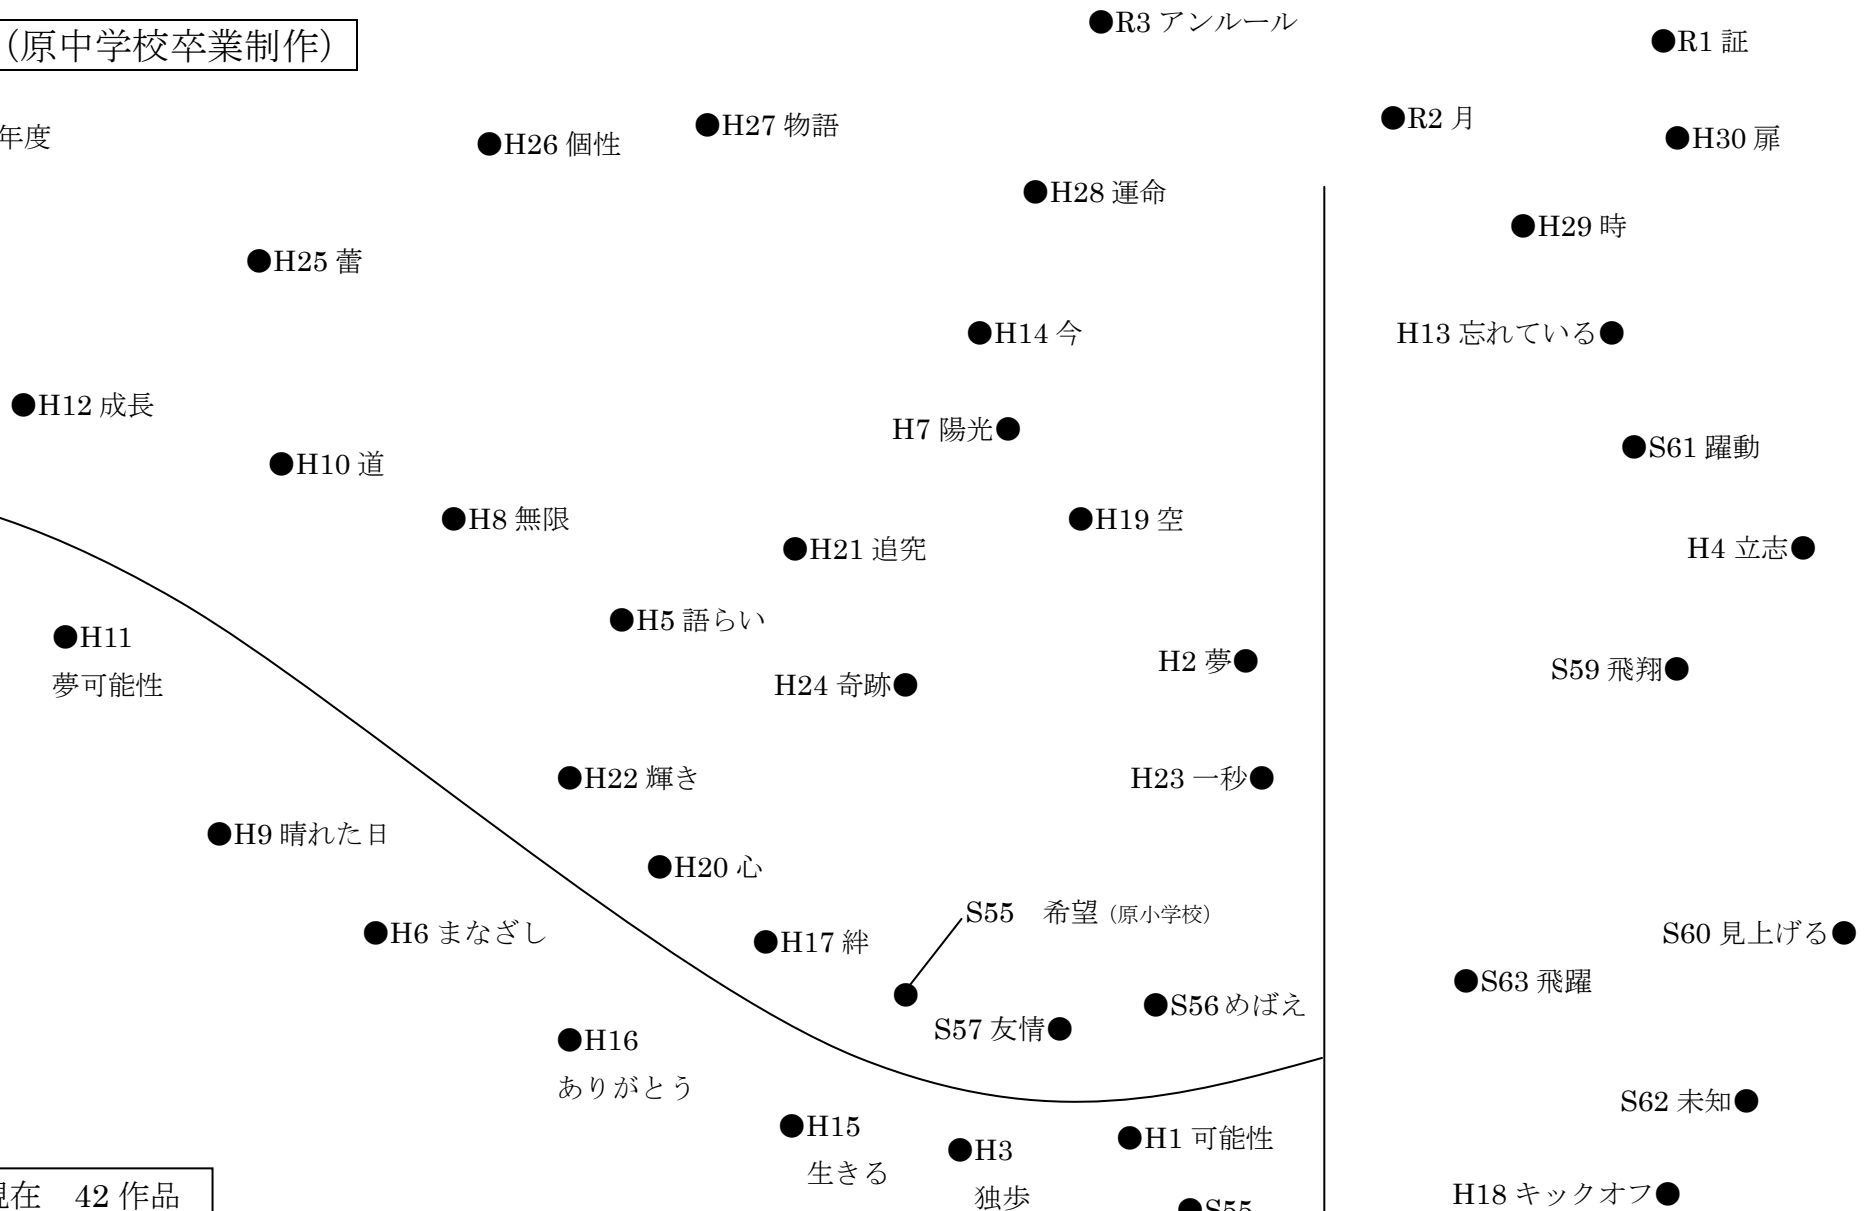 (原中学校卒業制作)
●R3 アンルール
●R1 証
年度
●H26 個性
●H27 物語
●R2 月
●H30 扉
●H28 運命
●H29 時
●H25 蕾
●H14 今
H13 忘れている●
●H12 成長
H7 陽光●
●S61 躍動
●H10 道
●H8 無限
●H19 空
●H21 追究
H4 立志●
●H5 語らい
●H11
夢可能性
H2 夢●
S59 飛翔●
H24 奇跡●
●H22 輝き
H23 一秒●
●H9 晴れた日
●H20 心
S55 希望(原小学校)
●H6 まなざし
●H17 絆
S60 見上げる●
●S63 飛躍
●S56 めばえ
S57 友情●
●H16
ありがとう
S62 未知●
●H15
生きる
●H3
独歩
●H1 可能性
現在 42 作品
H18 キックオフ●
●S55